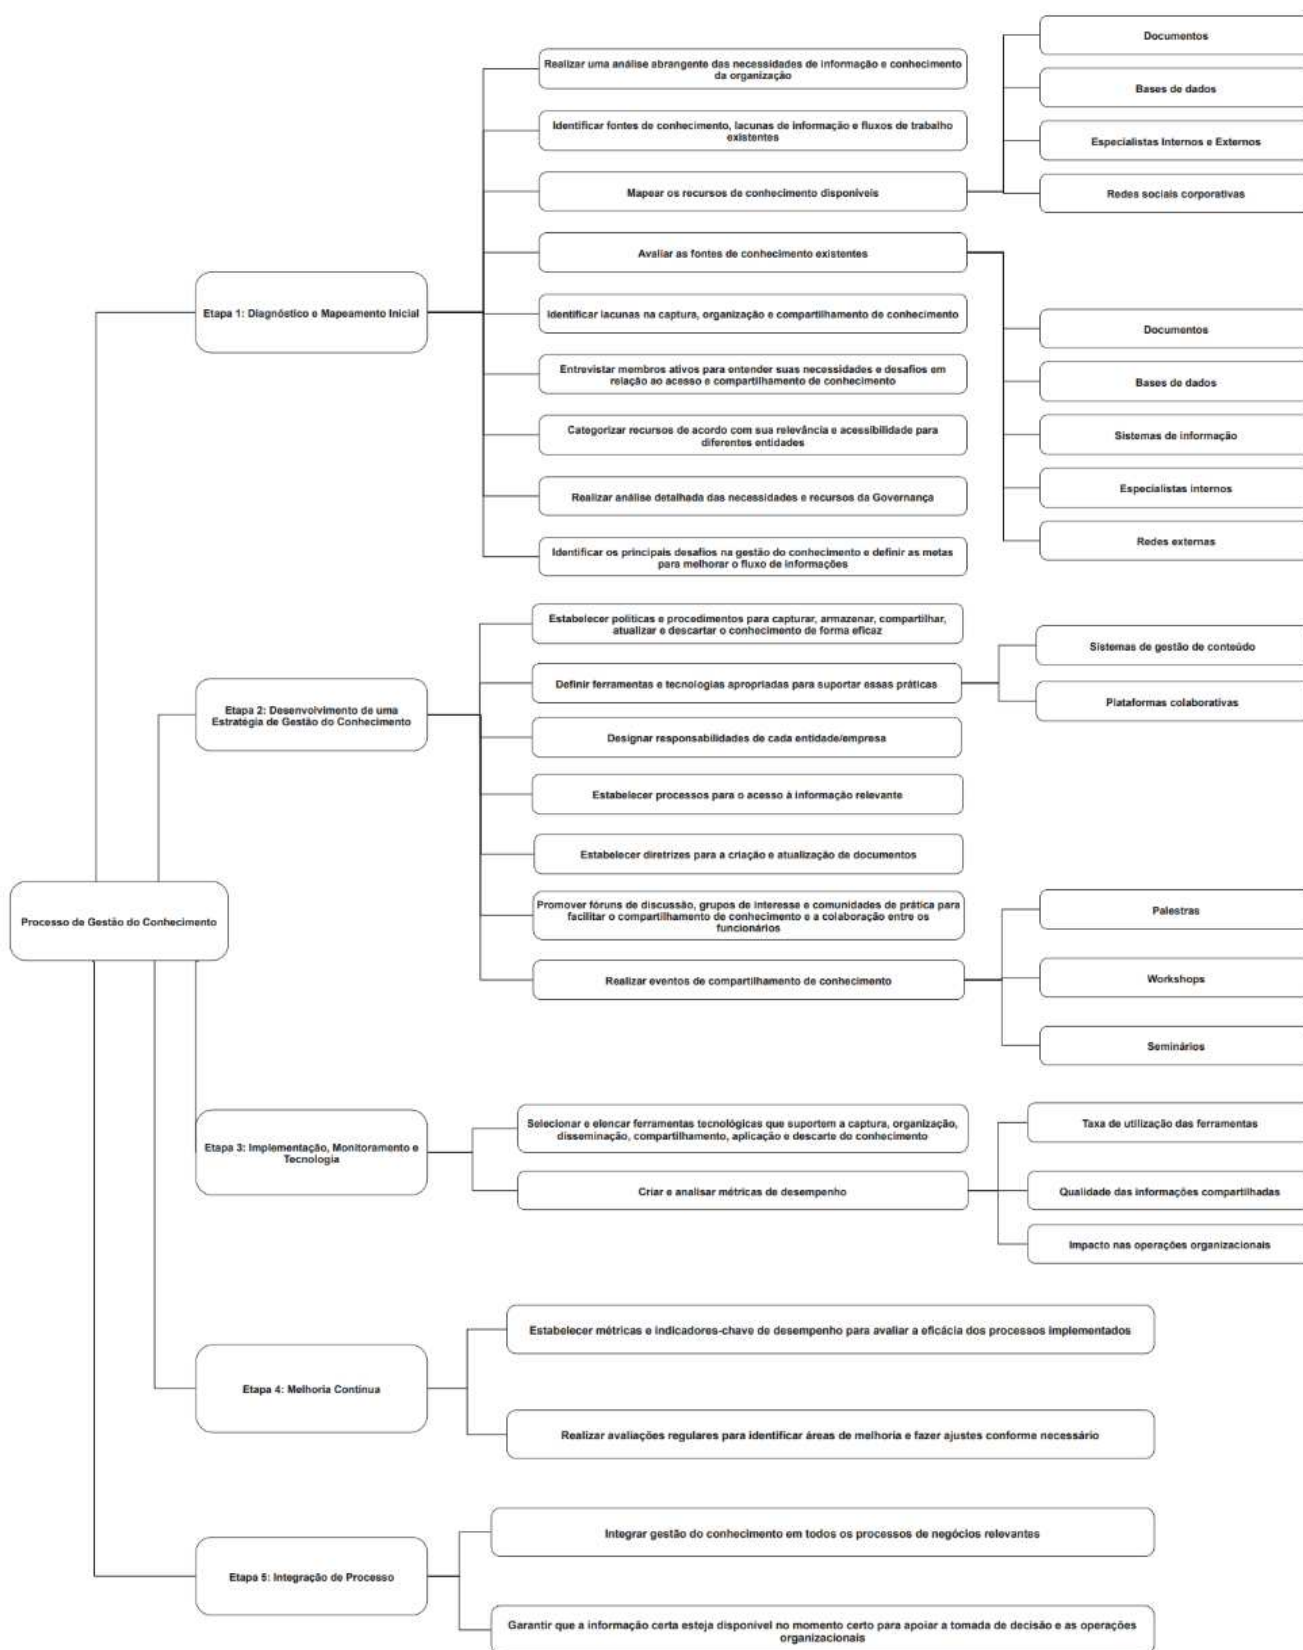 Processo de Gestão do Conhecimento
Etapa 1: Diagnóstico e Mapeamento Inicial
Realizar uma análise abrangente das necessidades de informação e conhecimento
da organização
Identificar fontes de conhecimento, lacunas de informação e fluxos de trabalho
existentes
Mapear os recursos de conhecimento disponíveis
Documentos
Bases de dados
Especialistas Internos e Externos
Redes sociais corporativas
Avaliar as fontes de conhecimento existentes
Documentos
Bases de dados
Sistemas de informação
Especialistas internos
Redes externas
Identificar lacunas na captura, organização e compartilhamento de conhecimento
Entrevistar membros ativos para entender suas necessidades e desafios em
relação ao acesso e compartilhamento de conhecimento
Categorizar recursos de acordo com sua relevância e acessibilidade para
diferentes entidades
Realizar análise detalhada das necessidades e recursos da Governança
Identificar os principais desafios na gestão do conhecimento e definir as metas
para melhorar o fluxo de informações
Etapa 2: Desenvolvimento de uma
Estratégia de Gestão do Conhecimento
Estabelecer políticas e procedimentos para capturar, armazenar, compartilhar,
atualizar e descartar o conhecimento de forma eficaz
Definir ferramentas e tecnologias apropriadas para suportar essas práticas
Sistemas de gestão de conteúdo
Plataformas colaborativas
Designar responsabilidades de cada entidade/empresa
Estabelecer processos para o acesso à informação relevante
Estabelecer diretrizes para a criação e atualização de documentos
Promover fóruns de discussão, grupos de interesse e comunidades de prática para
facilitar o compartilhamento de conhecimento e a colaboração entre os
funcionários
Realizar eventos de compartilhamento de conhecimento
Palestras
Workshops
Seminários
Etapa 3: Implementação, Monitoramento e
Tecnologia
Selecionar e elencar ferramentas tecnológicas que suportem a captura, organização,
disseminação, compartilhamento, aplicação e descarte do conhecimento
Criar e analisar métricas de desempenho
Taxa de utilização das ferramentas
Qualidade das informações compartilhadas
Impacto nas operações organizacionais
Etapa 4: Melhoria Contínua
Estabelecer métricas e indicadores-chave de desempenho para avaliar a eficácia dos processos implementados
Realizar avaliações regulares para identificar áreas de melhoria e fazer ajustes conforme necessário
Etapa 5: Integração de Processo
Integrar gestão do conhecimento em todos os processos de negócios relevantes
Garantir que a informação certa esteja disponível no momento certo para apoiar a tomada de decisão e as operações
organizacionais